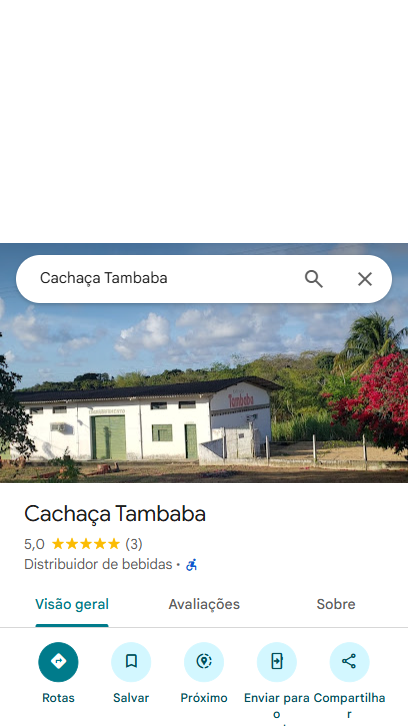 Cachaça Tambaba
Tambaba
Cachaça Tambaba
5,0 (3)
Distribuidor de bebidas ·
Visão geral
Avaliações
Sobre
Rotas
Salvar
Próximo
Enviar para
o
Compartilha
r